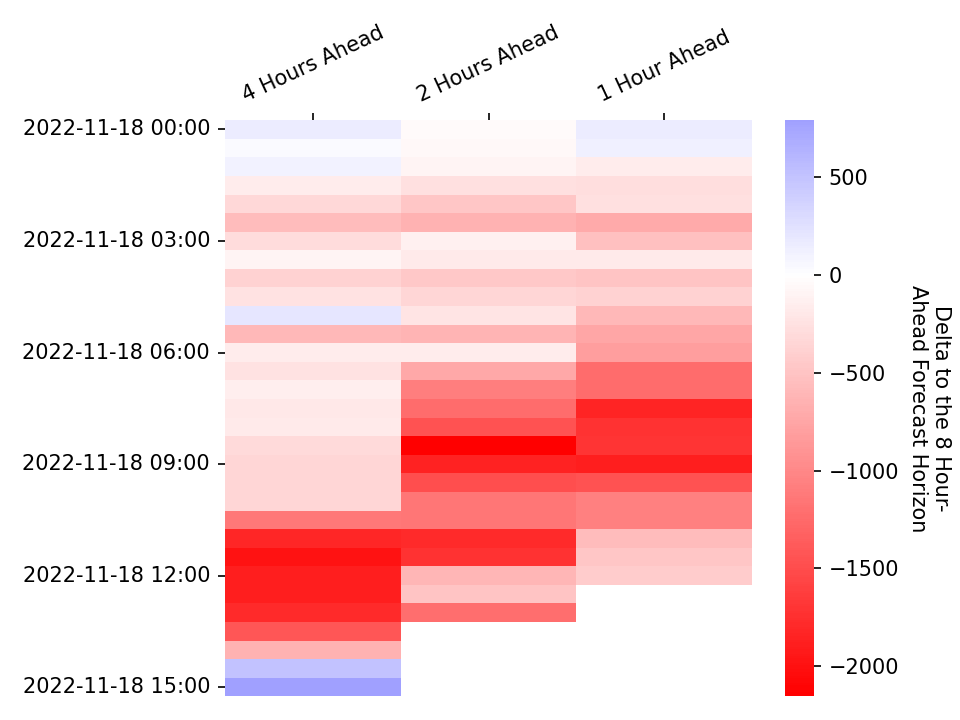 4 Hours Ahead
2 Hours Ahead
1 Hour Ahead
2022-11-18 00:00
2022-11-18 03:00
2022-11-18 06:00
2022-11-18 09:00
2022-11-18 12:00
2022-11-18 15:00
500
0
−500
−1000
−1500
−2000
Delta to the 8 Hour-
Ahead Forecast Horizon